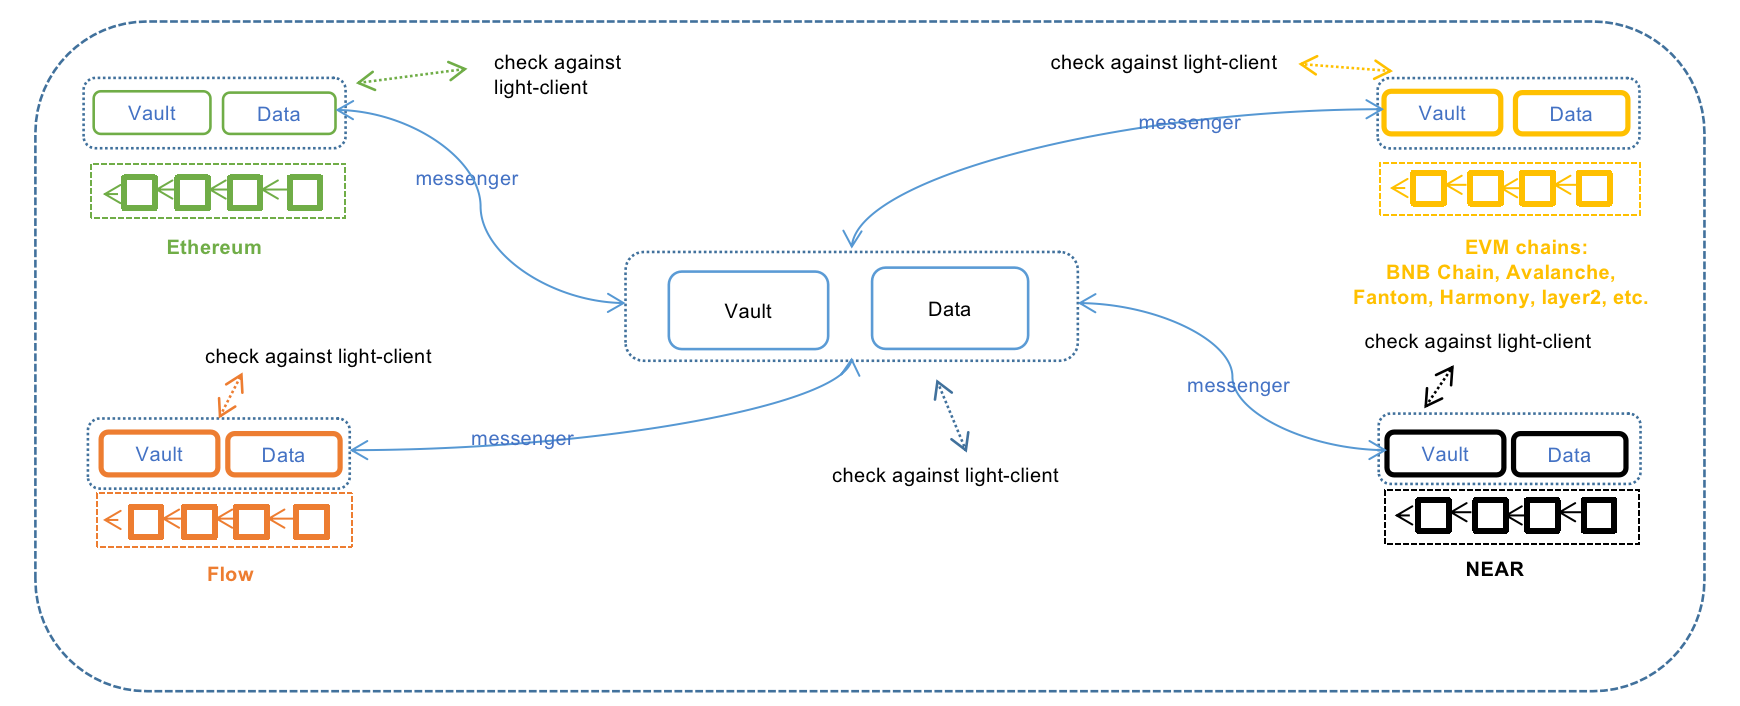 check against
light-client
Vault
Data
messenger
Ethereum
check against light-client
Vault
Data
messenger
EVM chains:
BNB Chain, Avalanche,
Fantom, Harmony, layer2, etc.
Vault
Data
check against light-client
check against light-client
Vault
Data
messenger
Flow
check against light-client
messenger
Vault
Data
NEAR